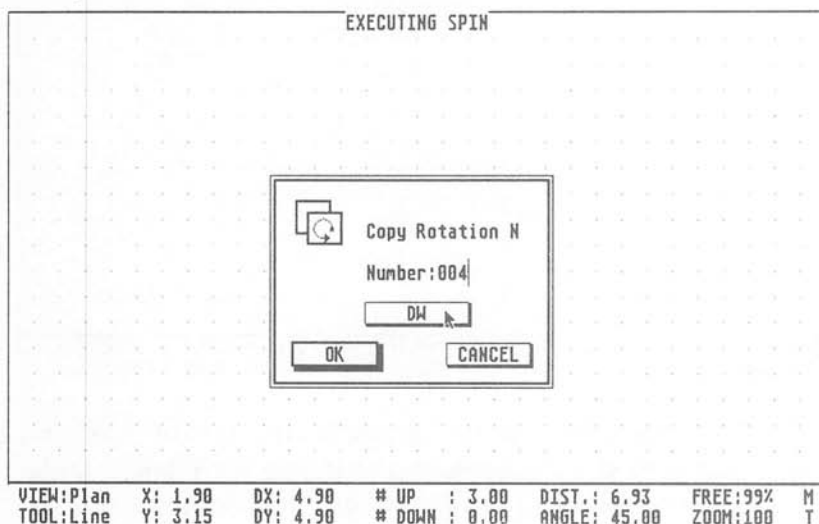 EXECUTING SPIN
Copy Rotation N
Number:004
DW
OK CANCEL
VIEW:Plan X: 1.90 DX: 4.90 # UP : 3.00 DIST.: 6.93 FREE:99% M
TOOL:Line Y: 3.15 DY: 4.90 # DOWN : 0.00 ANGLE: 45.00 ZOOM:100 T